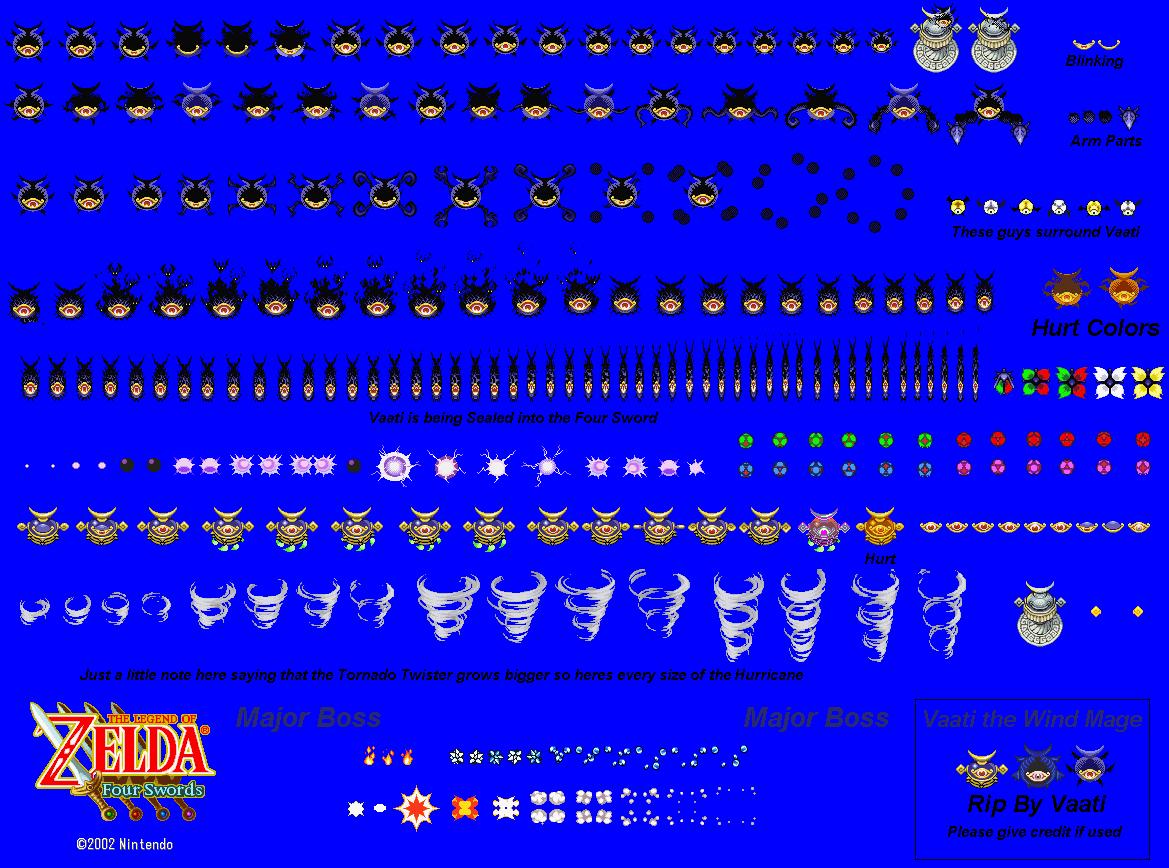 Blinking
Arm Parts
These guys surround Vaati
Hurt Colors
Vaati is being Sealed into the Four Sword
Hurt
Just a little note here saying that the Tornado Twister grows bigger so heres every size of the Hurricane
THE LEGEND OF
ZELDA®
Four Swords
©2002 Nintendo
Major Boss
Major Boss
Vaati the Wind Mage
Rip By Vaati
Please give credit if used